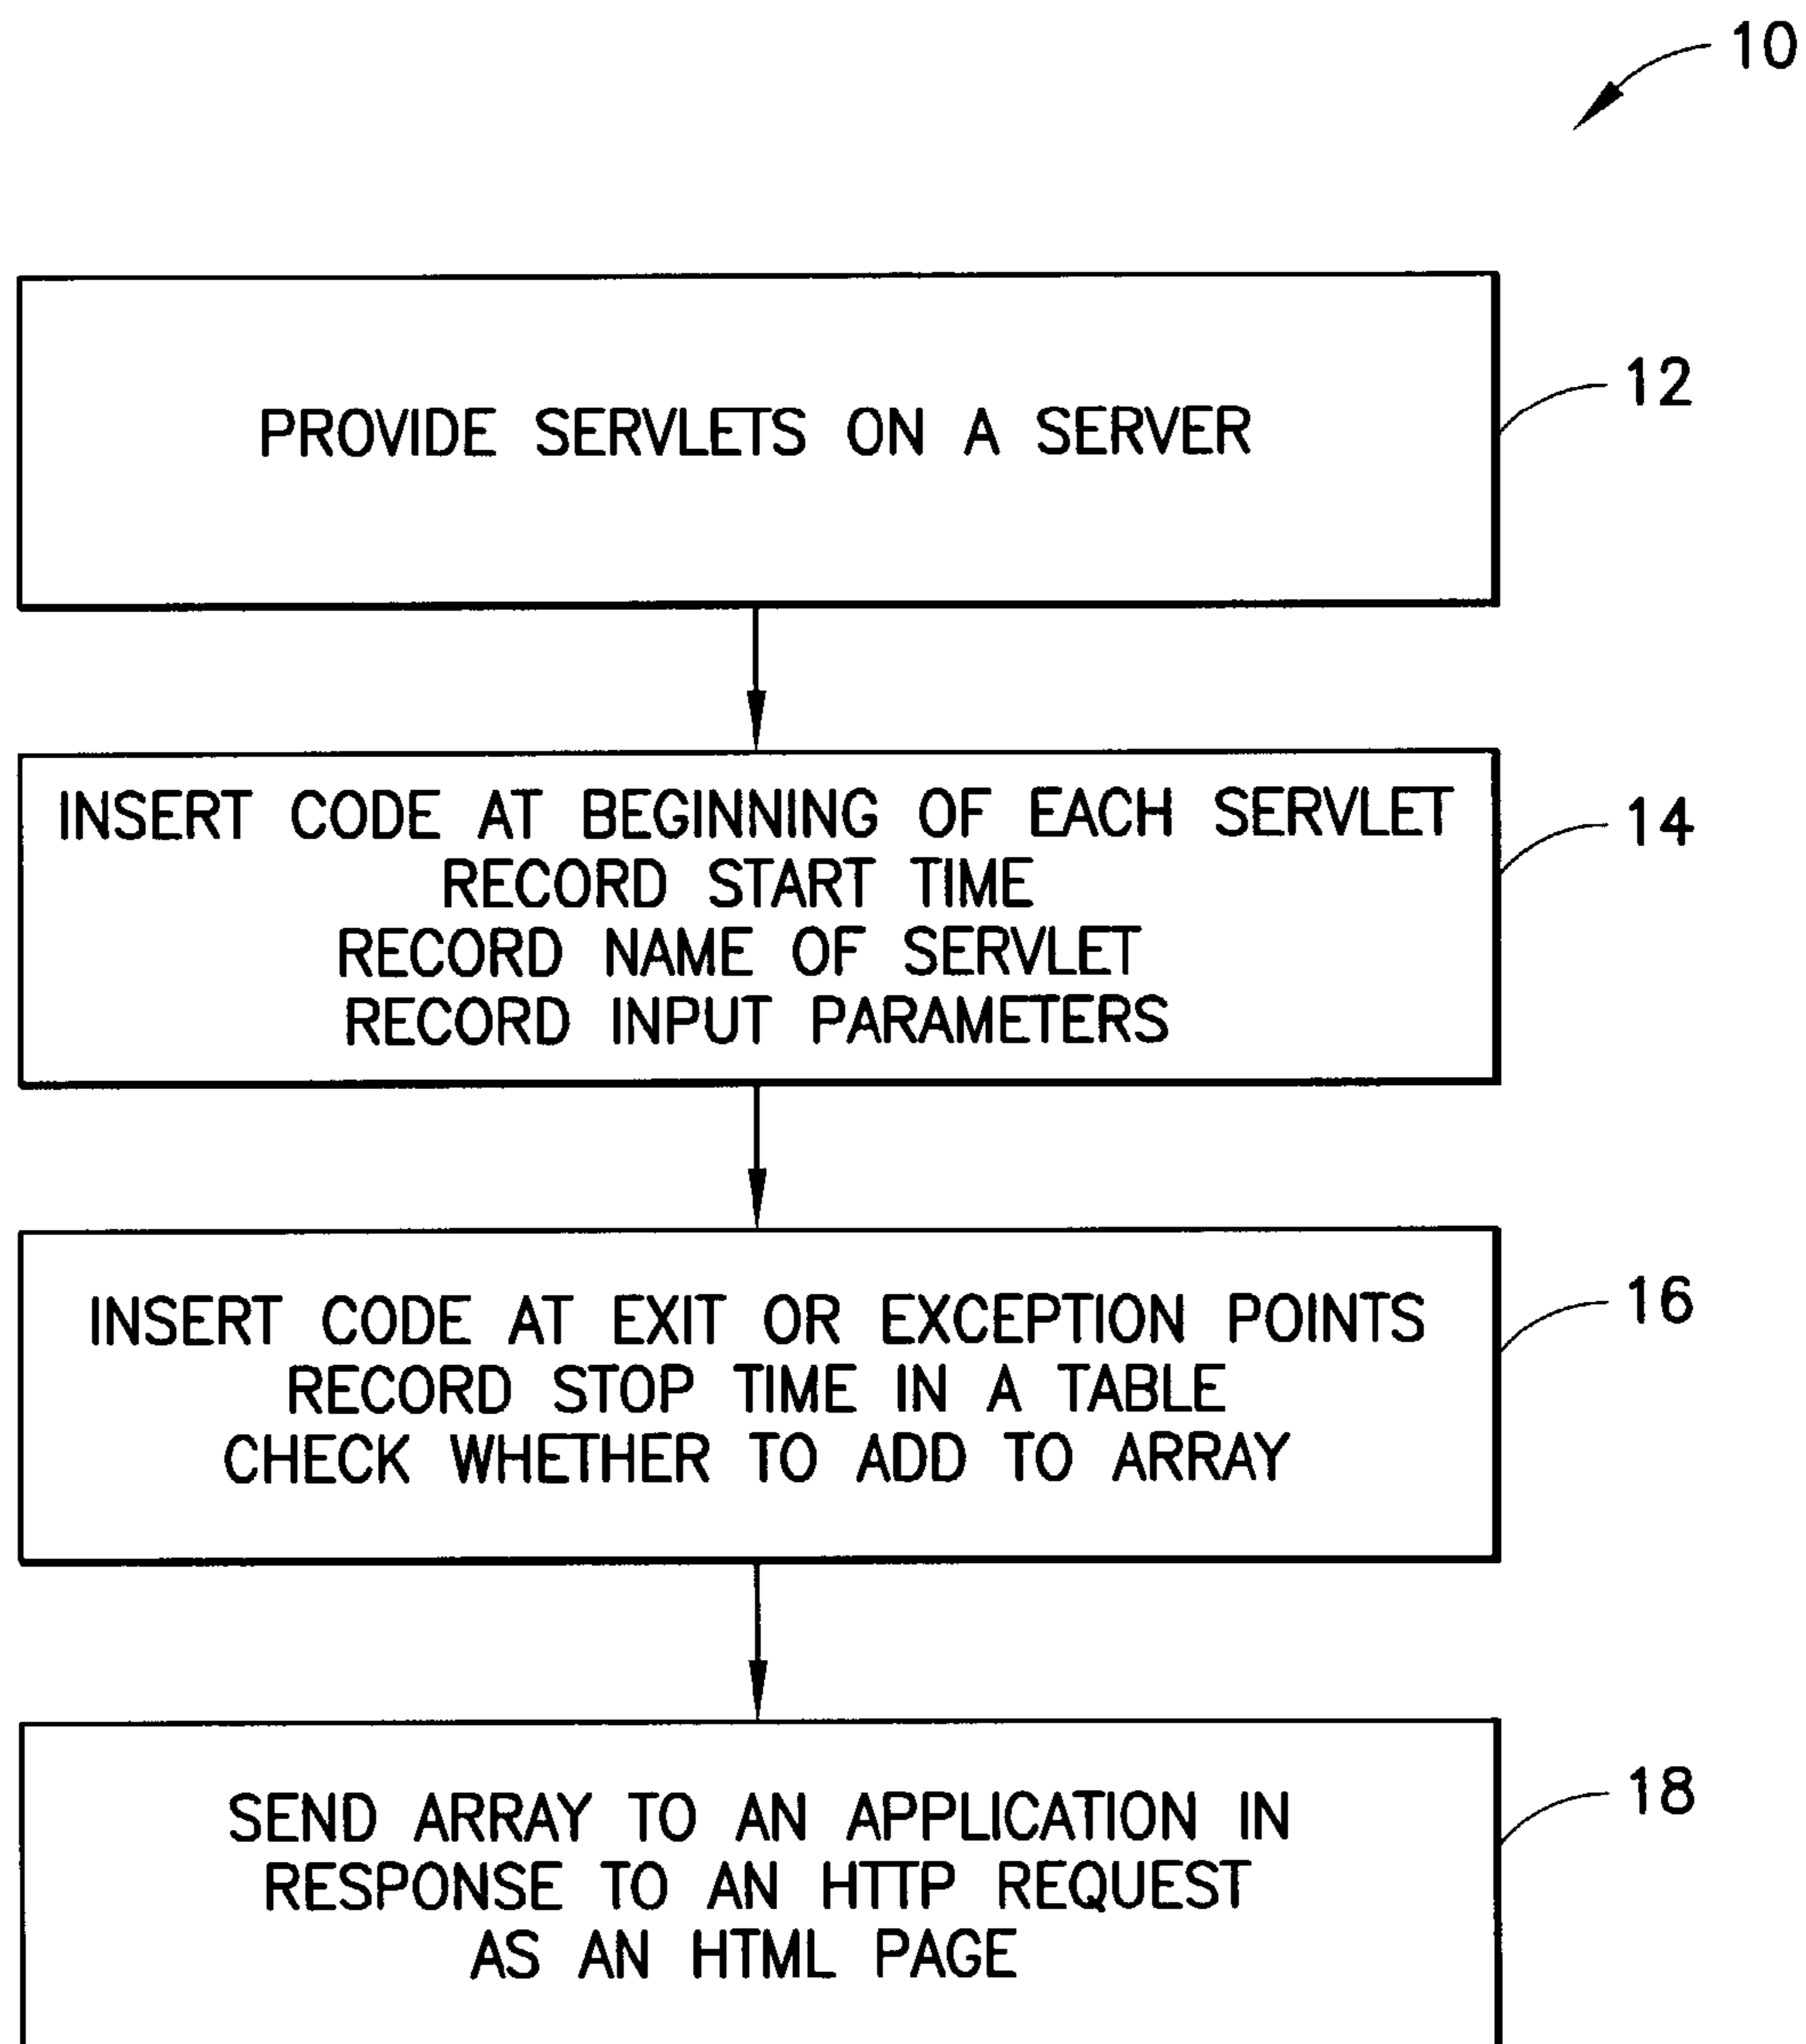 10
PROVIDE SERVLETS ON A SERVER
12
INSERT CODE AT BEGINNING OF EACH SERVLET
RECORD START TIME
RECORD NAME OF SERVLET
RECORD INPUT PARAMETERS
14
INSERT CODE AT EXIT OR EXCEPTION POINTS
RECORD STOP TIME IN A TABLE
CHECK WHETHER TO ADD TO ARRAY
16
SEND ARRAY TO AN APPLICATION IN
RESPONSE TO AN HTTP REQUEST
AS AN HTML PAGE
18